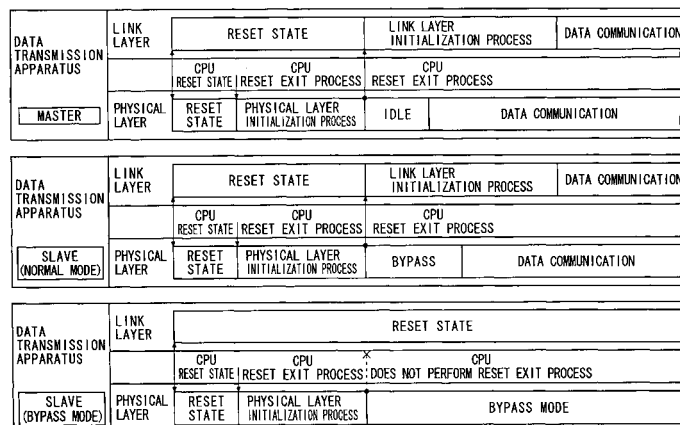 DATA
TRANSMISSION
APPARATUS
MASTER
LINK
LAYER
RESET STATE
LINK LAYER
INITIALIZATION PROCESS
DATA COMMUNICATION
CPU
RESET STATE
CPU
RESET EXIT PROCESS
CPU
RESET EXIT PROCESS
PHYSICAL
LAYER
RESET
STATE
PHYSICAL LAYER
INITIALIZATION PROCESS
IDLE
DATA COMMUNICATION
DATA
TRANSMISSION
APPARATUS
SLAVE
(NORMAL MODE)
LINK
LAYER
RESET STATE
LINK LAYER
INITIALIZATION PROCESS
DATA COMMUNICATION
CPU
RESET STATE
CPU
RESET EXIT PROCESS
CPU
RESET EXIT PROCESS
PHYSICAL
LAYER
RESET
STATE
PHYSICAL LAYER
INITIALIZATION PROCESS
BYPASS
DATA COMMUNICATION
DATA
TRANSMISSION
APPARATUS
SLAVE
(BYPASS MODE)
LINK
LAYER
RESET STATE
CPU
RESET STATE
CPU
RESET EXIT PROCESS
CPU
DOES NOT PERFORM RESET EXIT PROCESS
PHYSICAL
LAYER
RESET
STATE
PHYSICAL LAYER
INITIALIZATION PROCESS
BYPASS MODE